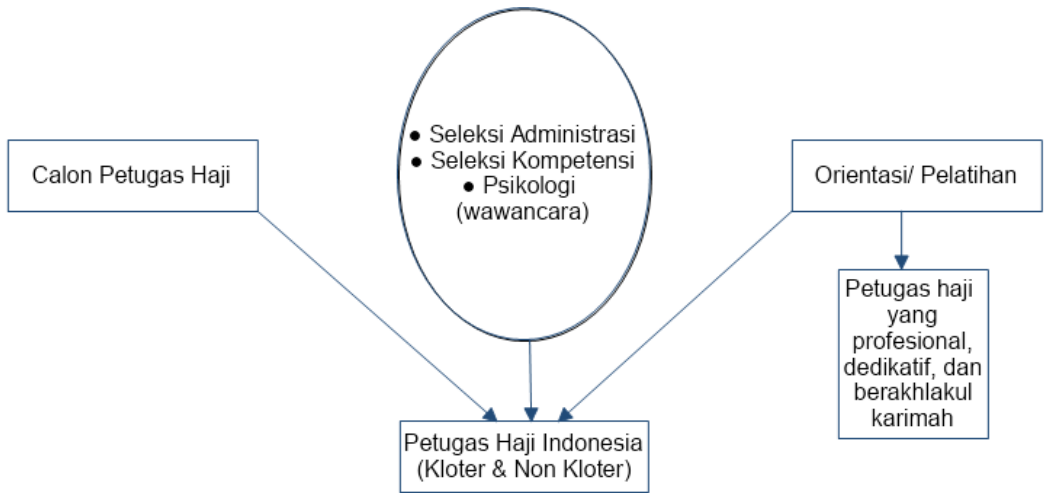 Calon Petugas Haji
● Seleksi Administrasi
● Seleksi Kompetensi
● Psikologi
(wawancara)
Orientasi/ Pelatihan
Petugas haji
yang
profesional,
dedikatif, dan
berakhlakul
karimah
Petugas Haji Indonesia
(Kloter & Non Kloter)